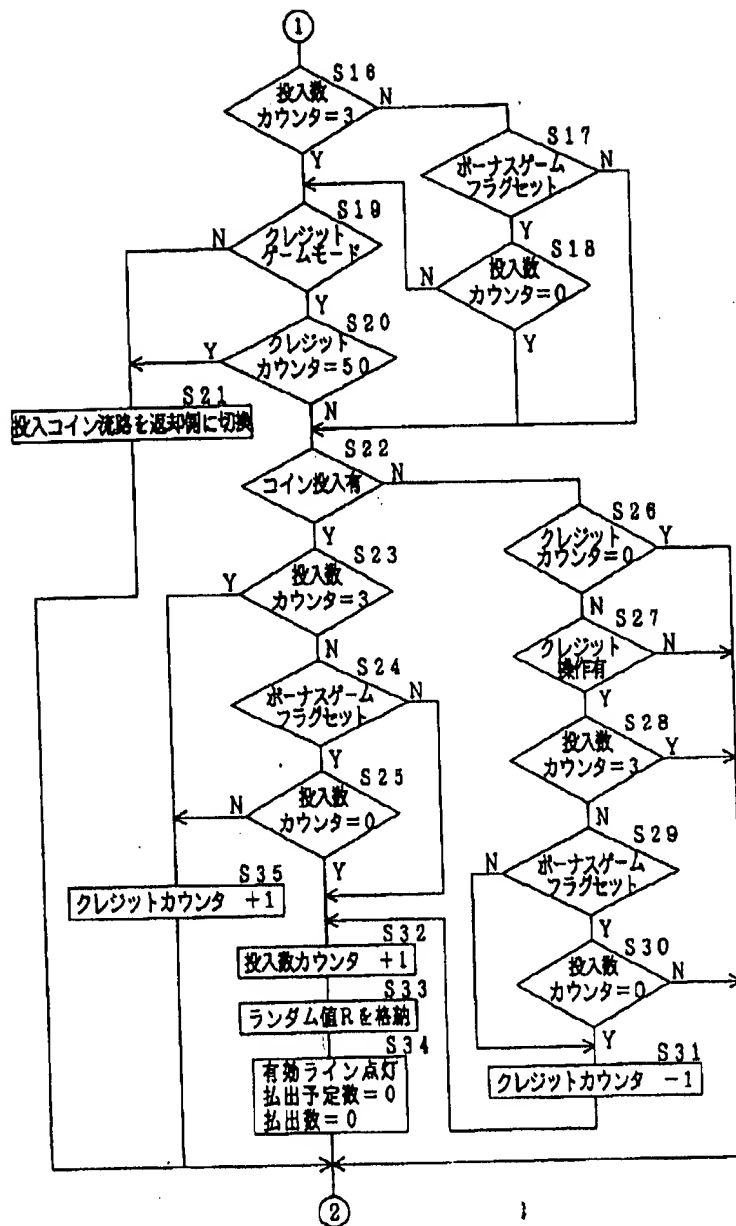 1
S16
投入数
カウンタ=3
N
Y
S17
ボーナスゲーム
フラグセット
N
Y
S18
投入数
カウンタ=0
N
Y
S19
クレジット
ゲームモード
N
Y
S20
クレジット
カウンタ=50
Y
N
S21
投入コイン流路を返却側に切換
S22
コイン投入有
N
Y
S23
投入数
カウンタ=3
Y
N
S24
ボーナスゲーム
フラグセット
N
Y
S25
投入数
カウンタ=0
N
Y
S26
クレジット
カウンタ=0
Y
N
S27
クレジット
操作有
N
Y
S28
投入数
カウンタ=3
Y
N
S29
ボーナスゲーム
フラグセット
N
Y
S30
投入数
カウンタ=0
N
Y
S31
クレジットカウンタ -1
S35
クレジットカウンタ +1
S32
投入数カウンタ +1
S33
ランダム値Rを格納
S34
有効ライン点灯
払出予定数=0
払出数=0
2